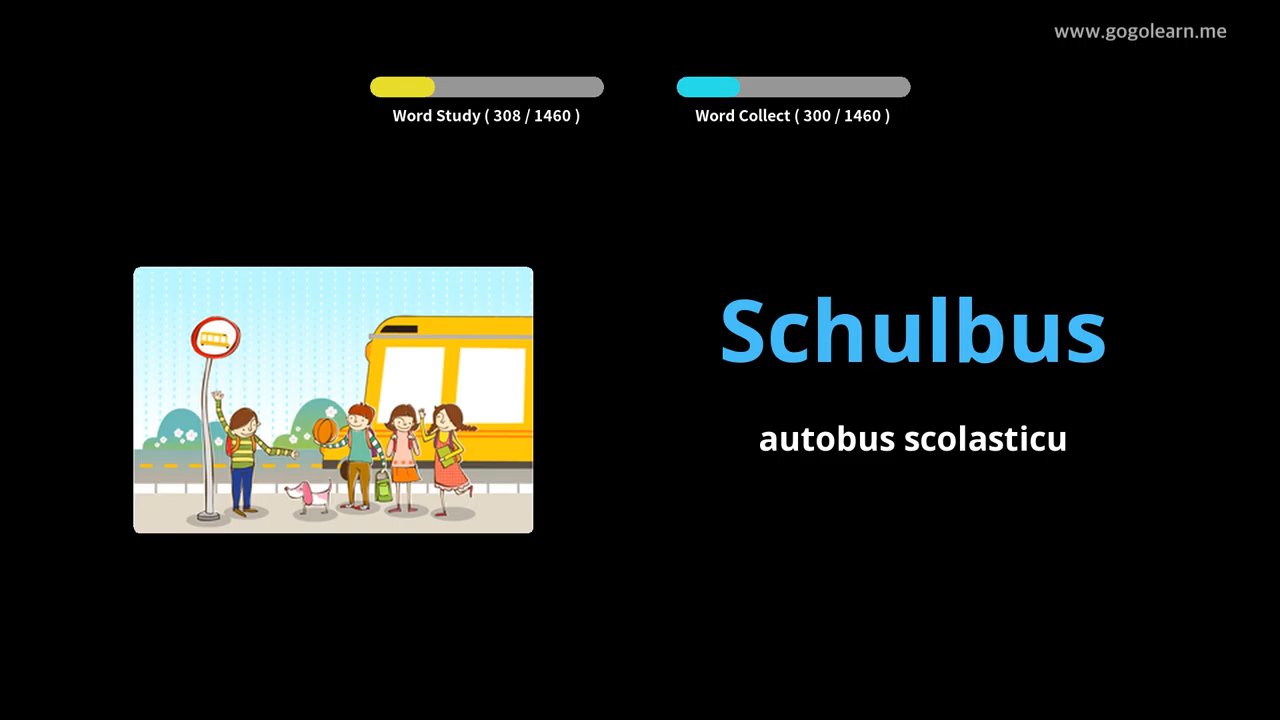 www.gogolearn.me
Word Study ( 308 / 1460 )
Word Collect ( 300 / 1460 )
Schulbus
autobus scolasticu